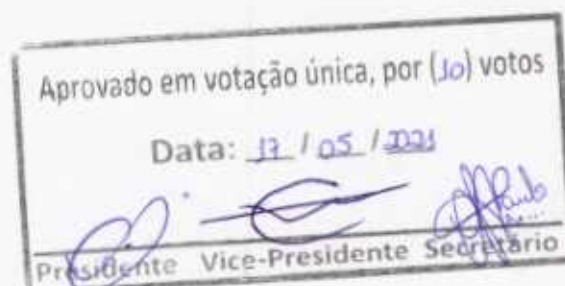 Aprovado em votação única, por (10) votos
Data: 17 / 05 / 2021
Presidente Vice-Presidente Secretário